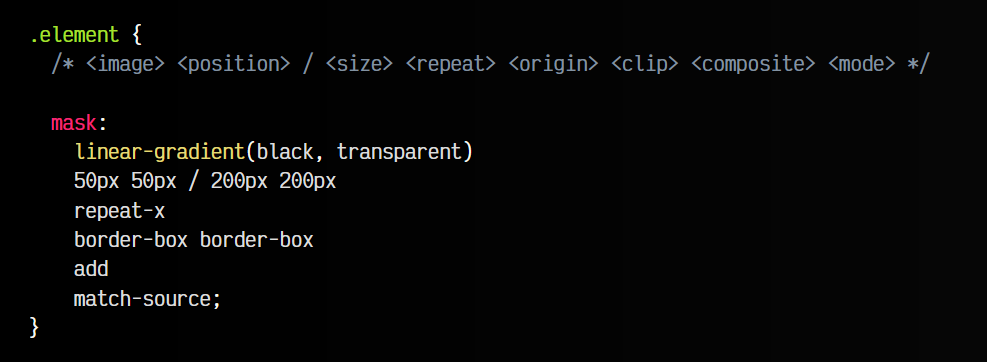 .element {
/* <image> <position> / <size> <repeat> <origin> <clip> <composite> <mode> */
mask:
linear-gradient(black, transparent)
50px 50px / 200px 200px
repeat-x
border-box border-box
add
match-source;
}